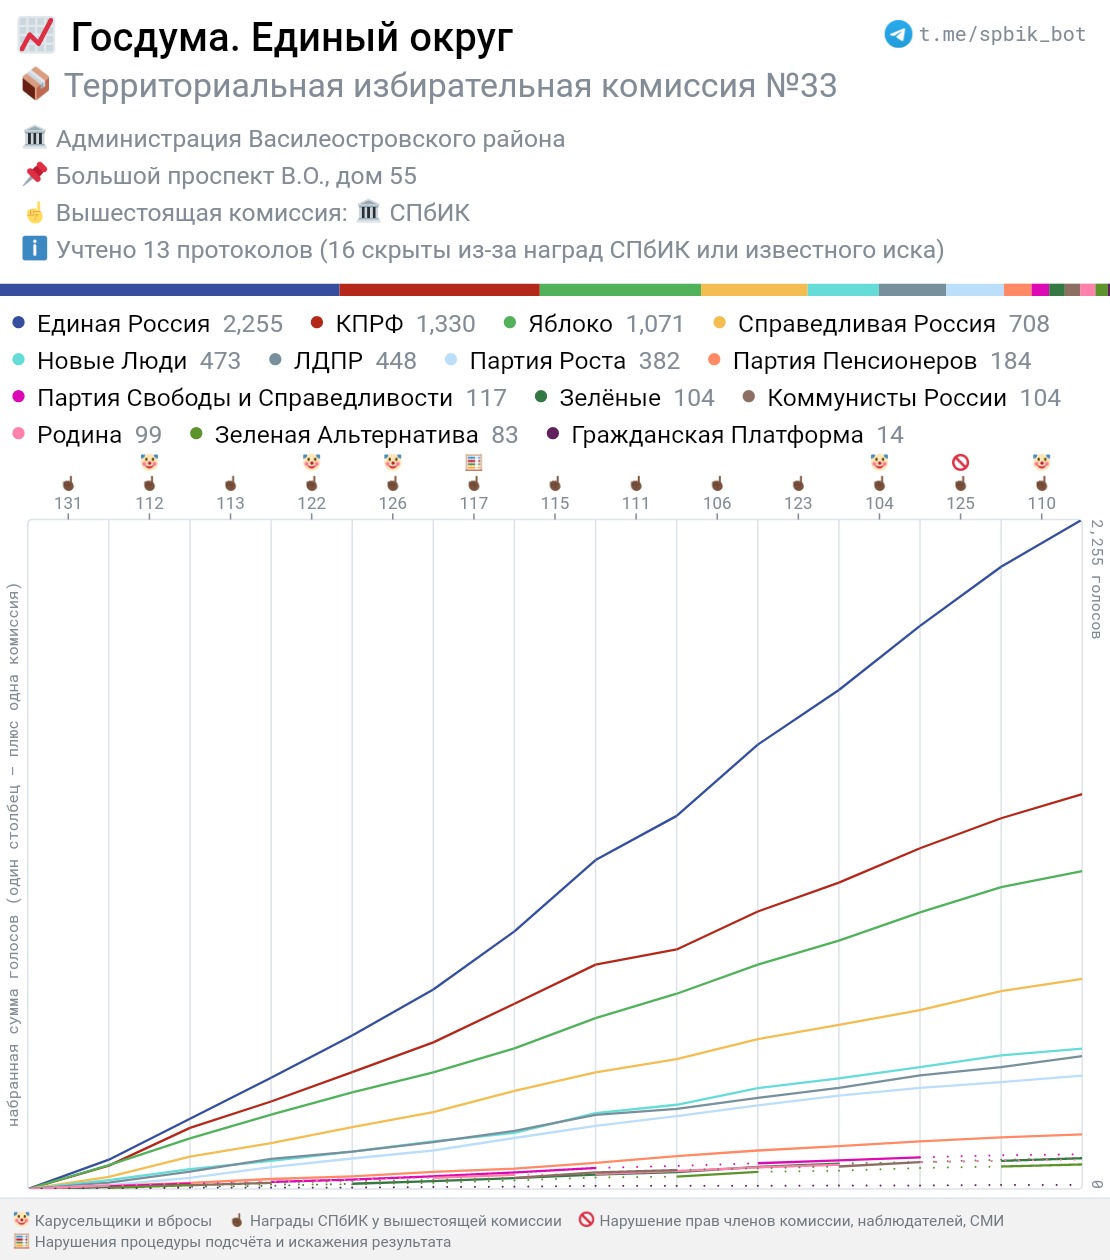 Госдума. Единый округ
t.me/spbik_bot
Территориальная избирательная комиссия №33
Администрация Василеостровского района
Большой проспект В.О., дом 55
Вышестоящая комиссия: СПбИК
Учтено 13 протоколов (16 скрыты из-за наград СПбИК или известного иска)
Единая Россия 2,255 КПРФ 1,330 Яблоко 1,071 Справедливая Россия 708
Новые Люди 473 ЛДПР 448 Партия Роста 382 Партия Пенсионеров 184
Партия Свободы и Справедливости 117 Зелёные 104 Коммунисты России 104
Родина 99 Зеленая Альтернатива 83 Гражданская Платформа 14
131 112 113 122 126 117 115 111 106 123 104 125 110
набранная сумма голосов (один столбец — плюс одна комиссия)
2,255 голосов
0
Карусельщики и вбросы Награды СПбИК у вышестоящей комиссии Нарушение прав членов комиссии, наблюдателей, СМИ
Нарушения процедуры подсчёта и искажения результата